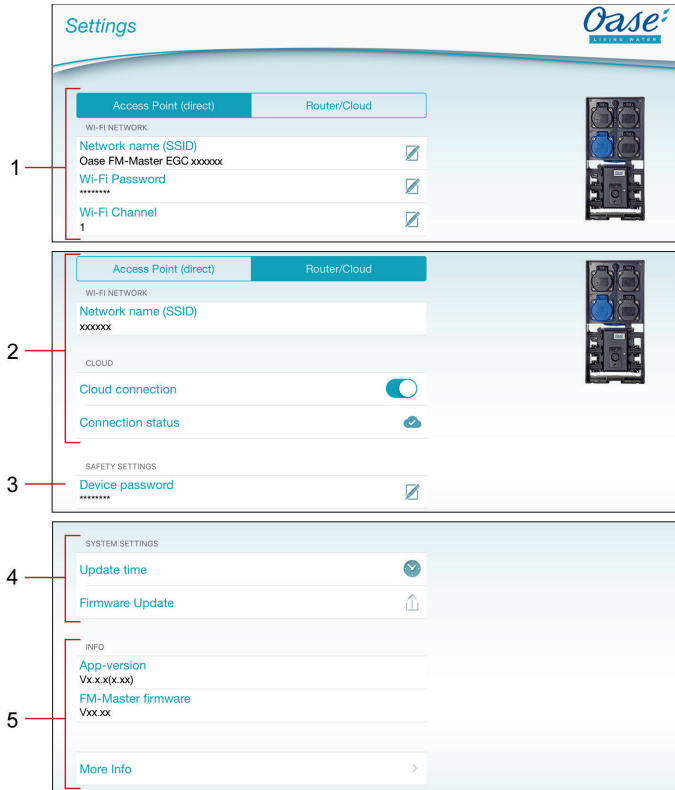 Settings
Oase
LIVING WATER
Access Point (direct)
Router/Cloud
WI-FI NETWORK
Network name (SSID)
Oase FM-Master EGC xxxxxx
Wi-Fi Password
********
Wi-Fi Channel
1
1
Access Point (direct)
Router/Cloud
WI-FI NETWORK
Network name (SSID)
xxxxxx
2
CLOUD
Cloud connection
Connection status
SAFETY SETTINGS
3
Device password
********
SYSTEM SETTINGS
4
Update time
Firmware Update
INFO
App-version
Vx.x.x(x.xx)
FM-Master firmware
Vxx.xx
5
More Info